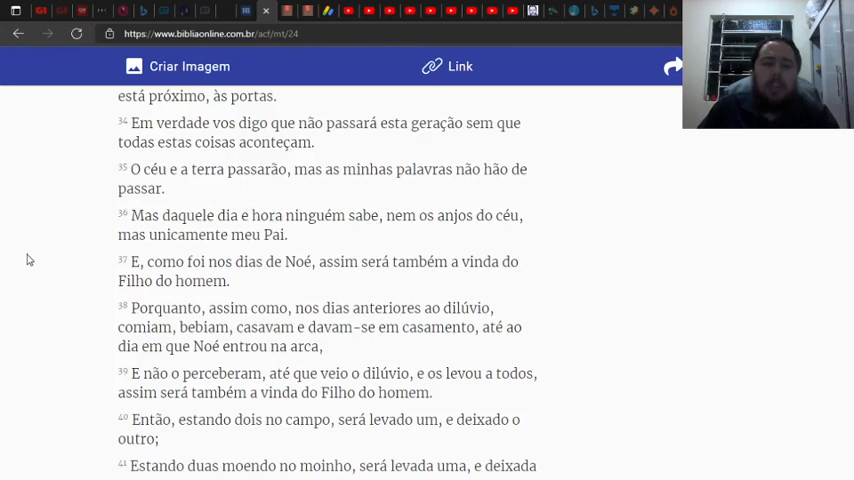 https://www.bibliaonline.com.br/acf/mt/24
Criar Imagem
Link
está próximo, às portas.
34 Em verdade vos digo que não passará esta geração sem que
todas estas coisas aconteçam.
35 O céu e a terra passarão, mas as minhas palavras não hão de
passar.
36 Mas daquele dia e hora ninguém sabe, nem os anjos do céu,
mas unicamente meu Pai.
37 E, como foi nos dias de Noé, assim será também a vinda do
Filho do homem.
38 Porquanto, assim como, nos dias anteriores ao dilúvio,
comiam, bebiam, casavam e davam-se em casamento, até ao
dia em que Noé entrou na arca,
39 E não o perceberam, até que veio o dilúvio, e os levou a todos,
assim será também a vinda do Filho do homem.
40 Então, estando dois no campo, será levado um, e deixado o
outro;
41 Estando duas moendo no moinho, será levada uma, e deixada